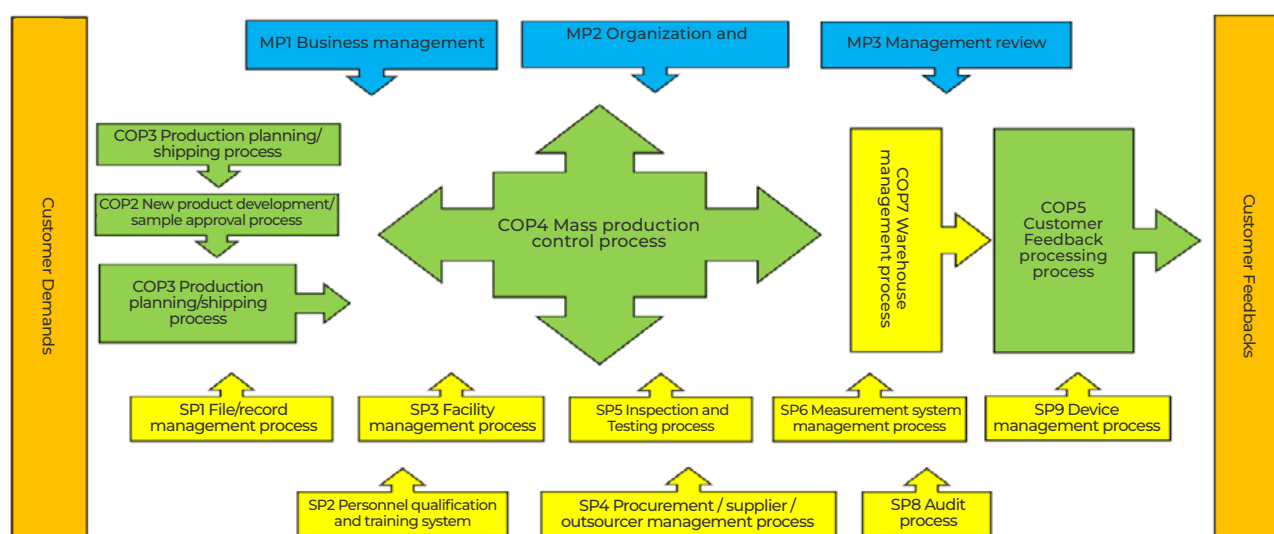 Customer Demands
MP1 Business management
MP2 Organization and
MP3 Management review
COP3 Production planning/
shipping process
COP2 New product development/
sample approval process
COP3 Production
planning/shipping
process
COP4 Mass production
control process
COP7 Warehouse
management process
COP5
Customer
Feedback
processing
process
Customer Feedbacks
SP1 File/record
management process
SP3 Facility
management process
SP5 Inspection and
Testing process
SP6 Measurement system
management process
SP9 Device
management process
SP2 Personnel qualification
and training system
SP4 Procurement / supplier /
outsourcer management process
SP8 Audit
process